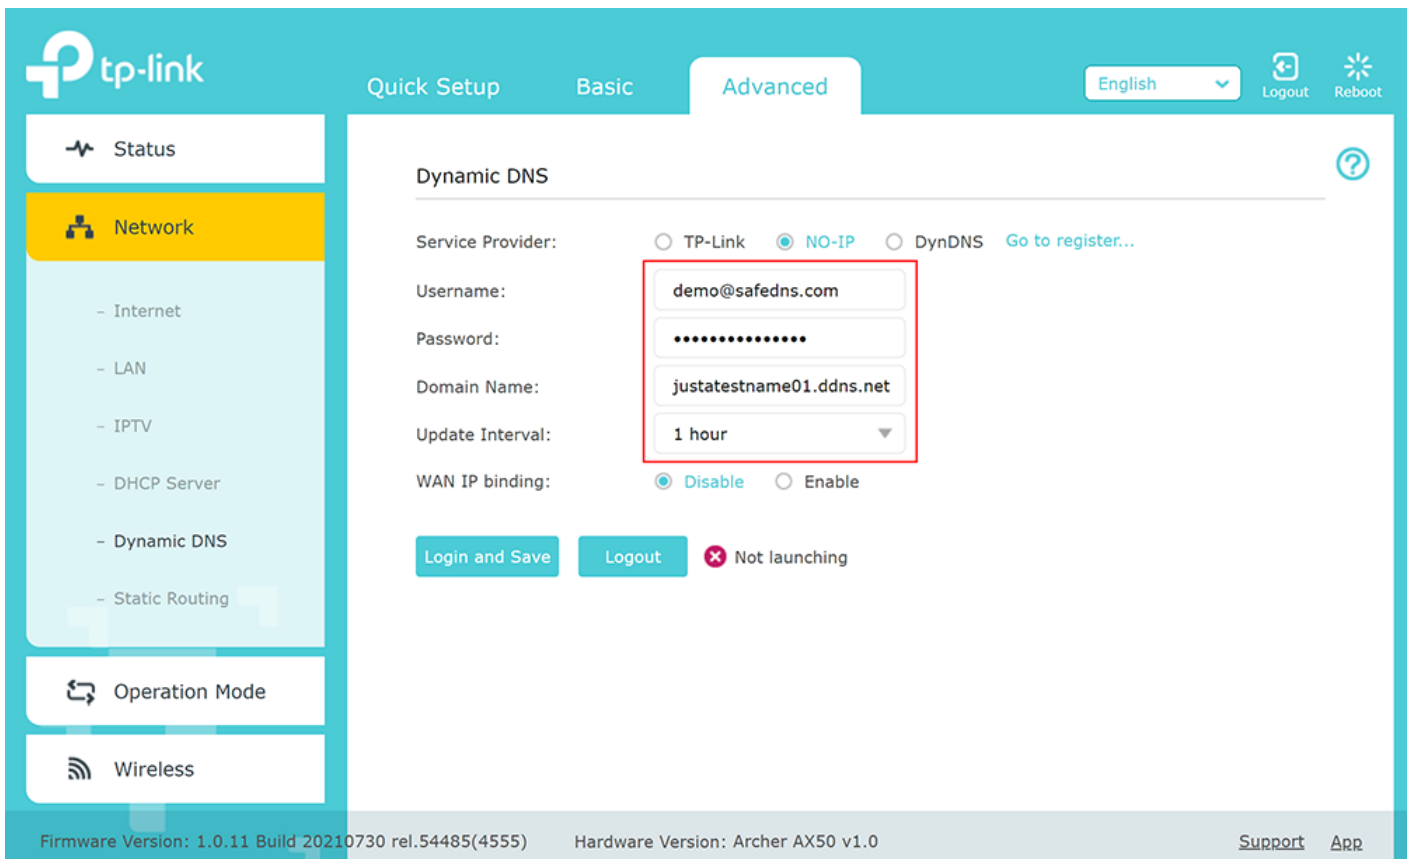 tp-link
Quick Setup
Basic
Advanced
English
Logout
Reboot
Status
Network
- Internet
- LAN
- IPTV
- DHCP Server
- Dynamic DNS
- Static Routing
Operation Mode
Wireless
Dynamic DNS
?
Service Provider: TP-Link NO-IP DynDNS Go to register...
Username: demo@safedns.com
Password: •••••••••••••••
Domain Name: justatestname01.ddns.net
Update Interval: 1 hour
WAN IP binding: Disable Enable
Login and Save Logout Not launching
Firmware Version: 1.0.11 Build 20210730 rel.54485(4555) Hardware Version: Archer AX50 v1.0 Support App